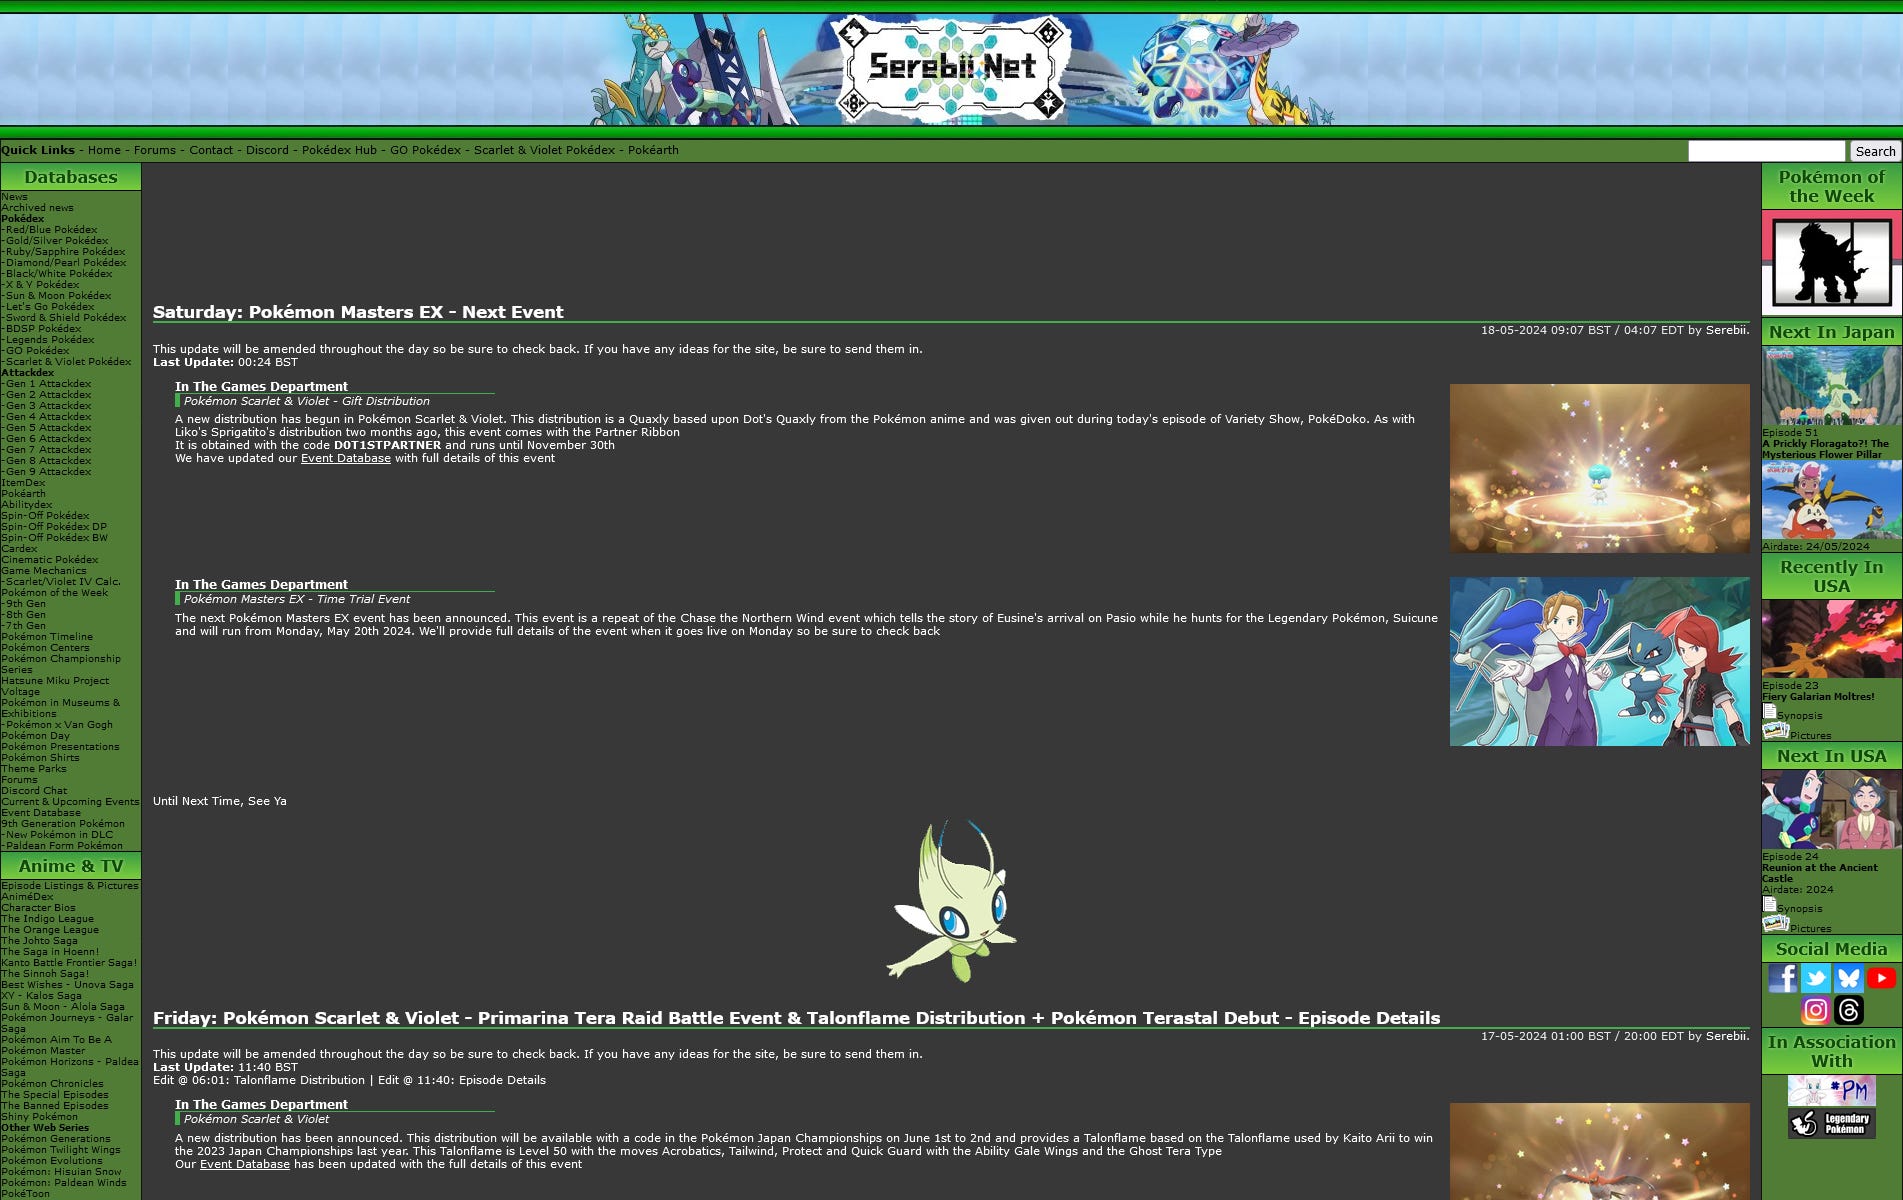 Serebii.Net
Quick Links - Home - Forums - Contact - Discord - Pokédex Hub - GO Pokédex - Scarlet & Violet Pokédex - Pokéarth
Search
Databases
News
Archived news
Pokédex
-Red/Blue Pokédex
-Gold/Silver Pokédex
-Ruby/Sapphire Pokédex
-Diamond/Pearl Pokédex
-Black/White Pokédex
-X & Y Pokédex
-Sun & Moon Pokédex
-Let's Go Pokédex
-Sword & Shield Pokédex
-BDSP Pokédex
-Legends Pokédex
-GO Pokédex
-Scarlet & Violet Pokédex
Attackdex
-Gen 1 Attackdex
-Gen 2 Attackdex
-Gen 3 Attackdex
-Gen 4 Attackdex
-Gen 5 Attackdex
-Gen 6 Attackdex
-Gen 7 Attackdex
-Gen 8 Attackdex
-Gen 9 Attackdex
ItemDex
Pokéarth
Abilitydex
Spin-Off Pokédex
Spin-Off Pokédex DP
Spin-Off Pokédex BW
Cardex
Cinematic Pokédex
Game Mechanics
-Scarlet/Violet IV Calc.
Pokémon of the Week
-9th Gen
-8th Gen
-7th Gen
Pokémon Timeline
Pokémon Centers
Pokémon Championship
Series
Hatsune Miku Project
Voltage
Pokémon in Museums &
Exhibitions
-Pokémon x Van Gogh
Pokémon Day
Pokémon Presentations
Pokémon Shirts
Theme Parks
Forums
Discord Chat
Current & Upcoming Events
Event Database
9th Generation Pokémon
-New Pokémon in DLC
-Paldean Form Pokémon
Anime & TV
Episode Listings & Pictures
AniméDex
Character Bios
The Indigo League
The Orange League
The Johto Saga
The Saga in Hoenn!
Kanto Battle Frontier Saga!
The Sinnoh Saga!
Best Wishes - Unova Saga
XY - Kalos Saga
Sun & Moon - Alola Saga
Pokémon Journeys - Galar
Saga
Pokémon Aim To Be A
Pokémon Master
Pokémon Horizons - Paldea
Saga
Pokémon Chronicles
The Special Episodes
The Banned Episodes
Shiny Pokémon
Other Web Series
Pokémon Generations
Pokémon Twilight Wings
Pokémon Evolutions
Pokémon: Hisuian Snow
Pokémon: Paldean Winds
PokéToon
Saturday: Pokémon Masters EX - Next Event
18-05-2024 09:07 BST / 04:07 EDT by Serebii.
This update will be amended throughout the day so be sure to check back. If you have any ideas for the site, be sure to send them in.
Last Update: 00:24 BST
In The Games Department
Pokémon Scarlet & Violet - Gift Distribution
A new distribution has begun in Pokémon Scarlet & Violet. This distribution is a Quaxly based upon Dot's Quaxly from the Pokémon anime and was given out during today's episode of Variety Show, PokéDoko. As with
Liko's Sprigatito's distribution two months ago, this event comes with the Partner Ribbon
It is obtained with the code D0T1STPARTNER and runs until November 30th
We have updated our Event Database with full details of this event
In The Games Department
Pokémon Masters EX - Time Trial Event
The next Pokémon Masters EX event has been announced. This event is a repeat of the Chase the Northern Wind event which tells the story of Eusine's arrival on Pasio while he hunts for the Legendary Pokémon, Suicune
and will run from Monday, May 20th 2024. We'll provide full details of the event when it goes live on Monday so be sure to check back
Until Next Time, See Ya
Friday: Pokémon Scarlet & Violet - Primarina Tera Raid Battle Event & Talonflame Distribution + Pokémon Terastal Debut - Episode Details
17-05-2024 01:00 BST / 20:00 EDT by Serebii.
This update will be amended throughout the day so be sure to check back. If you have any ideas for the site, be sure to send them in.
Last Update: 11:40 BST
Edit @ 06:01: Talonflame Distribution | Edit @ 11:40: Episode Details
In The Games Department
Pokémon Scarlet & Violet
A new distribution has been announced. This distribution will be available with a code in the Pokémon Japan Championships on June 1st to 2nd and provides a Talonflame based on the Talonflame used by Kaito Arii to win
the 2023 Japan Championships last year. This Talonflame is Level 50 with the moves Acrobatics, Tailwind, Protect and Quick Guard with the Ability Gale Wings and the Ghost Tera Type
Our Event Database has been updated with the full details of this event
Pokémon of
the Week
Next In Japan
Episode 51
A Prickly Floragato?! The
Mysterious Flower Pillar
Airdate: 24/05/2024
Recently In
USA
Episode 23
Fiery Galarian Moltres!
Synopsis
Pictures
Next In USA
Episode 24
Reunion at the Ancient
Castle
Airdate: 2024
Synopsis
Pictures
Social Media
In Association
With
#PM
Legendary
Pokémon